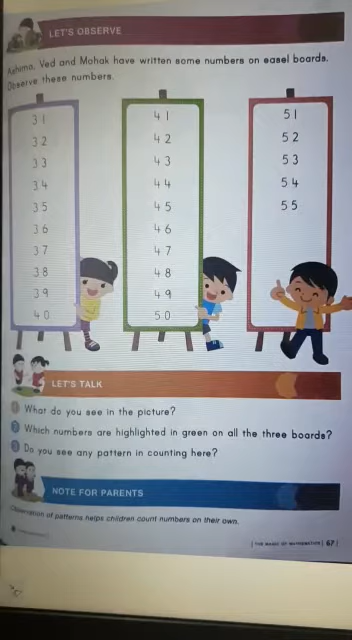 LET'S OBSERVE
Ashima, Ved and Mohak have written some numbers on easel boards.
Observe these numbers.
31
32
33
34
35
36
37
38
39
40
41
42
43
44
45
46
47
48
49
50
51
52
53
54
55
LET'S TALK
1 What do you see in the picture?
2 Which numbers are highlighted in green on all the three boards?
3 Do you see any pattern in counting here?
NOTE FOR PARENTS
Observation of patterns helps children count numbers on their own.
| THE MAGIC OF MATHEMATICS | 67 |